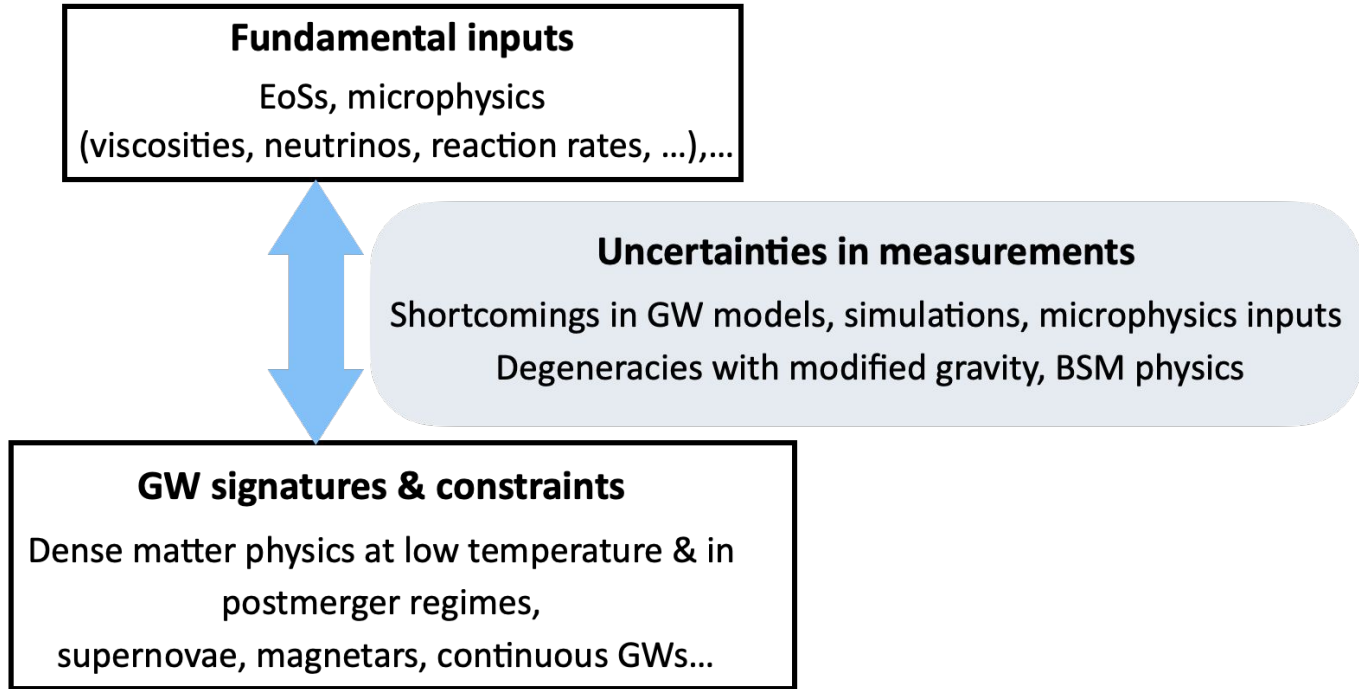 Fundamental inputs
EoSs, microphysics
(viscosities, neutrinos, reaction rates, ...),...
Uncertainties in measurements
Shortcomings in GW models, simulations, microphysics inputs
Degeneracies with modified gravity, BSM physics
GW signatures & constraints
Dense matter physics at low temperature & in
postmerger regimes,
supernovae, magnetars, continuous GWs...